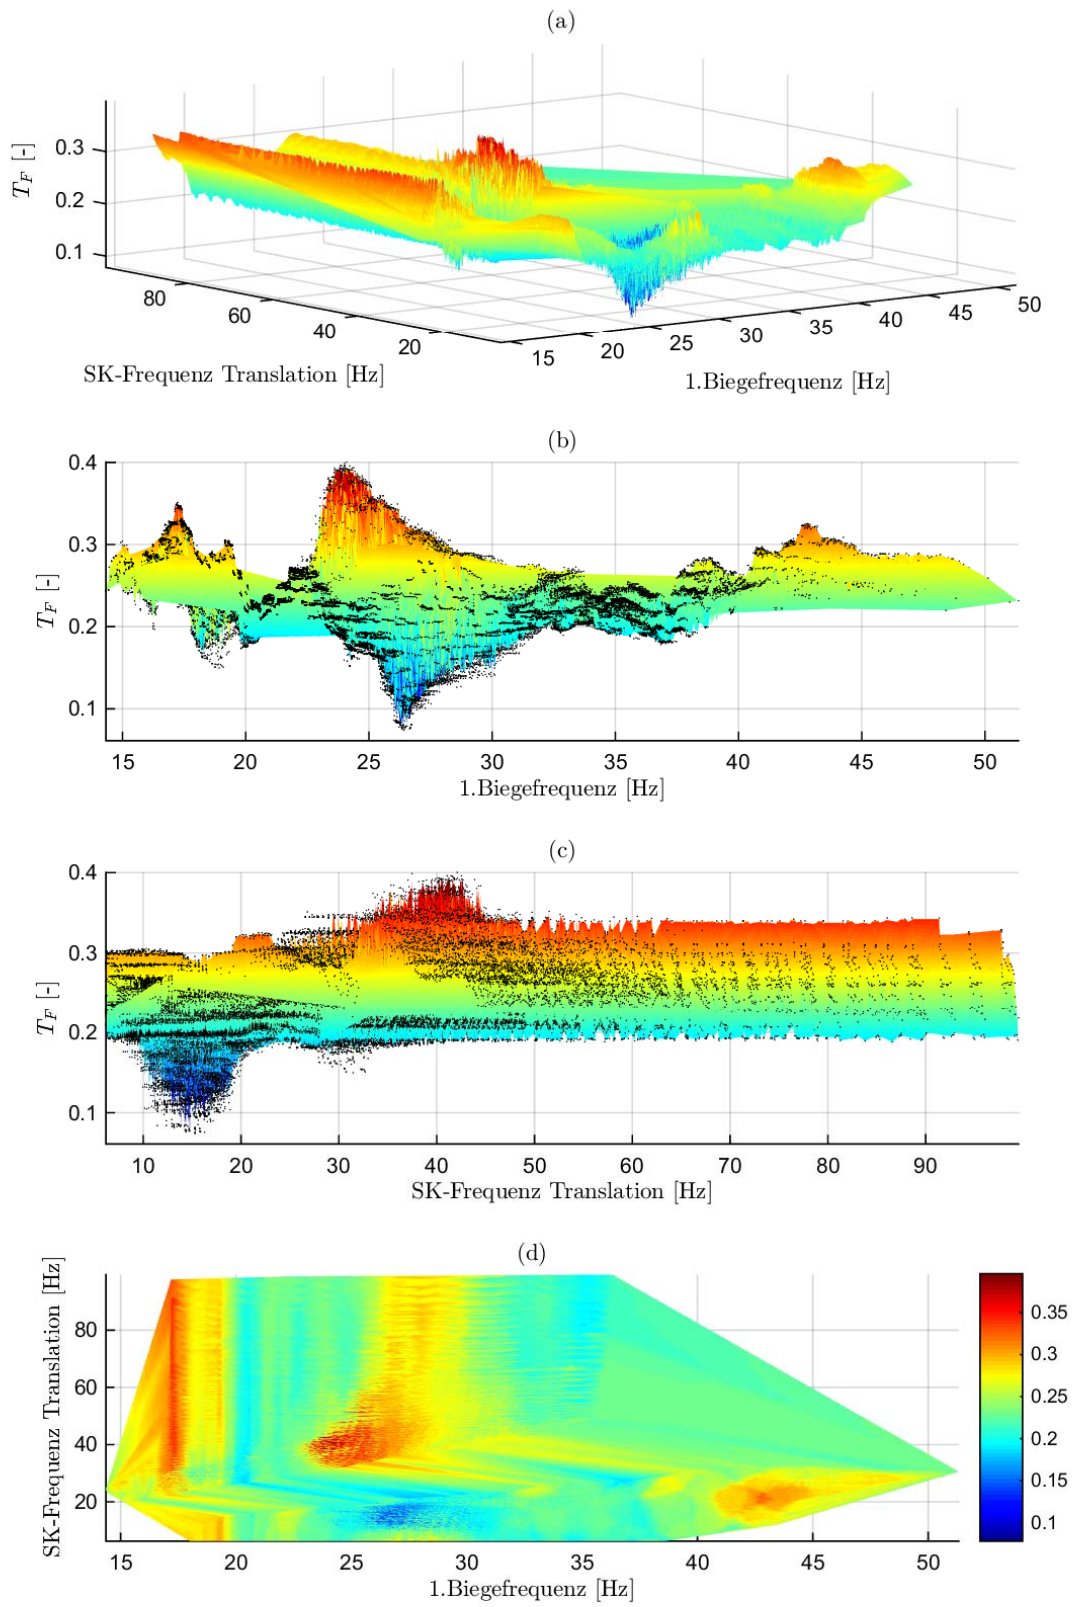 (a)
T_F [-]
0.3
0.2
0.1
80
60
40
20
15
20
25
30
35
40
45
50
SK-Frequenz Translation [Hz]
1.Biegefrequenz [Hz]
(b)
T_F [-]
0.4
0.3
0.2
0.1
15 20 25 30 35 40 45 50
1.Biegefrequenz [Hz]
(c)
T_F [-]
0.4
0.3
0.2
0.1
10 20 30 40 50 60 70 80 90
SK-Frequenz Translation [Hz]
(d)
SK-Frequenz Translation [Hz]
80
60
40
20
15 20 25 30 35 40 45 50
1.Biegefrequenz [Hz]
0.35
0.3
0.25
0.2
0.15
0.1